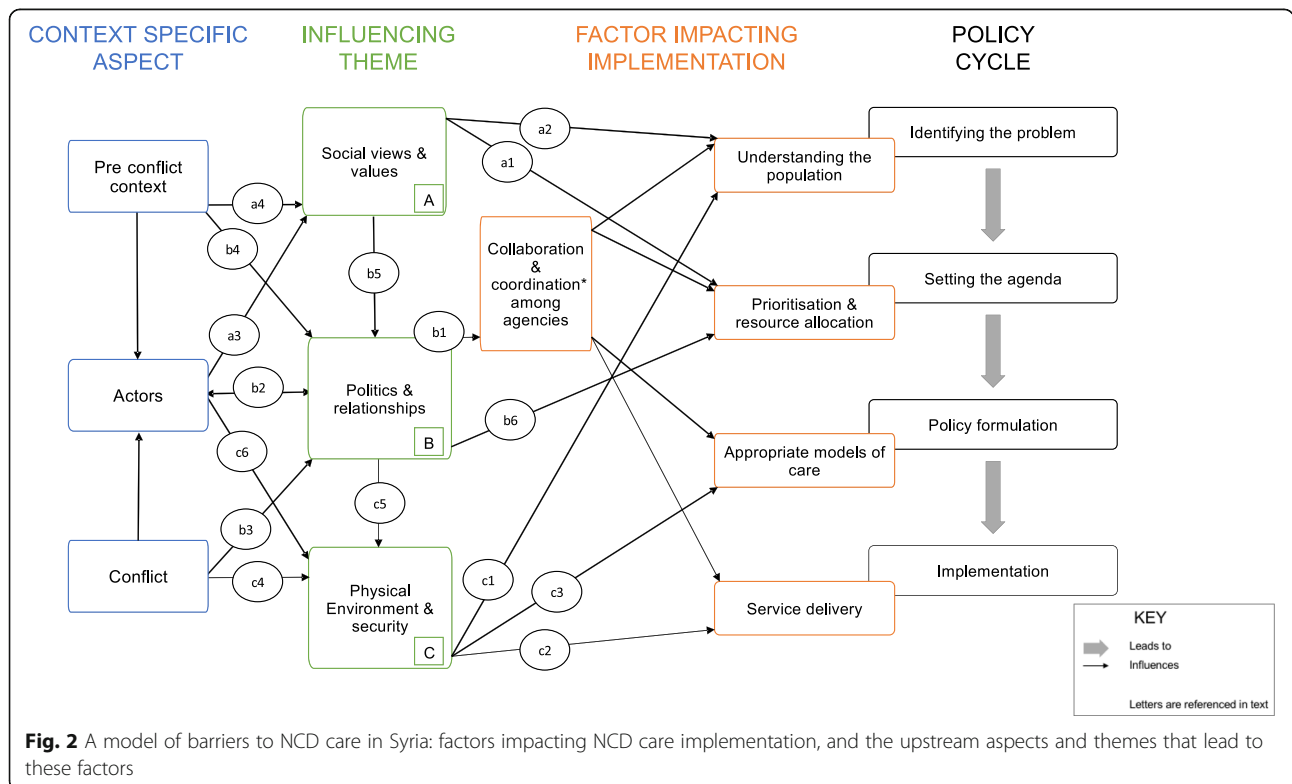 CONTEXT SPECIFIC
ASPECT
INFLUENCING
THEME
FACTOR IMPACTING
IMPLEMENTATION
POLICY
CYCLE
Pre conflict
context
Actors
Conflict
a4
b4
a3
b2
c6
b3
c4
Social views &
values
A
b5
Politics &
relationships
B
c5
Physical
Environment &
security
C
a2
a1
b1
b6
c1
c3
c2
Collaboration
&
coordination*
among
agencies
Understanding the
population
Prioritisation &
resource allocation
Appropriate models of
care
Service delivery
Identifying the problem
Setting the agenda
Policy formulation
Implementation
KEY
Leads to
Influences
Letters are referenced in text
Fig. 2 A model of barriers to NCD care in Syria: factors impacting NCD care implementation, and the upstream aspects and themes that lead to
these factors